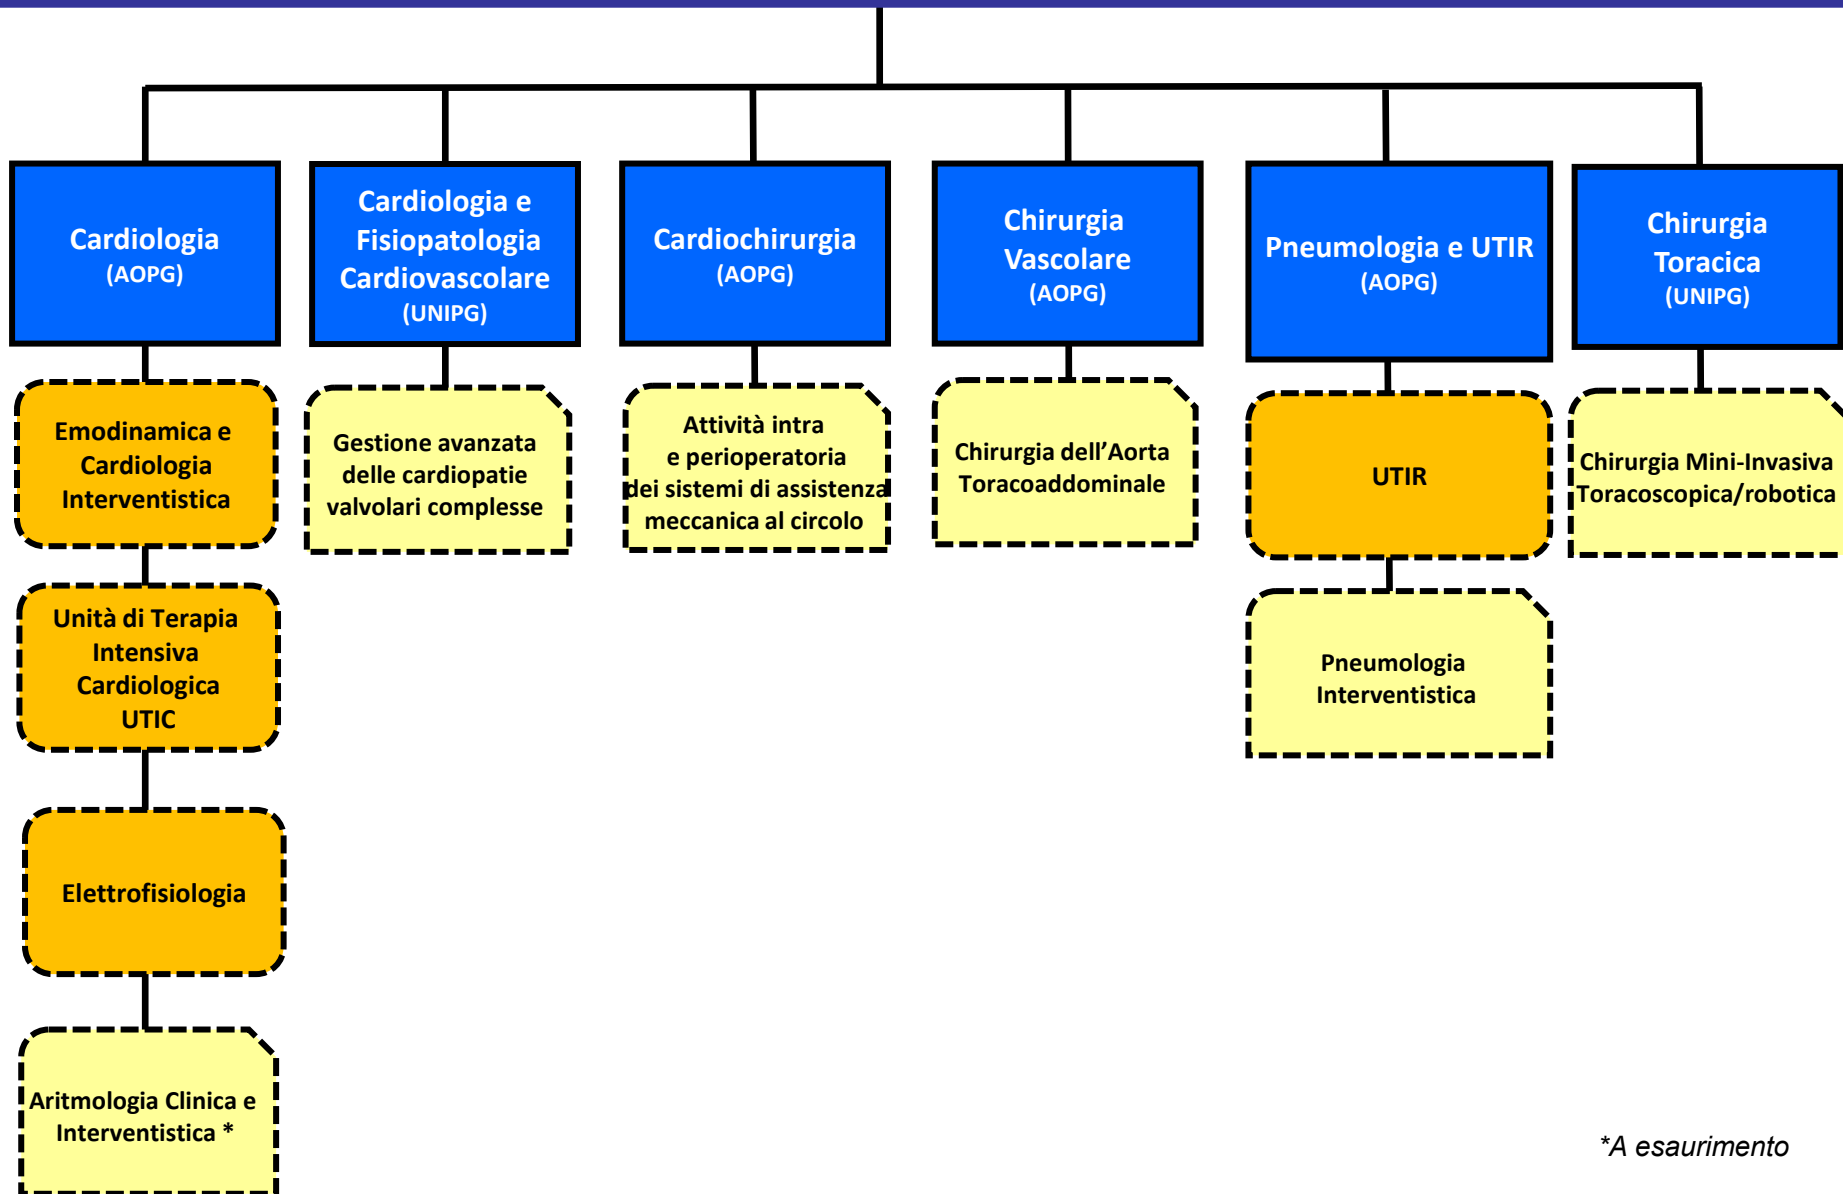 Cardiologia
(AOPG)
Cardiologia e
Fisiopatologia
Cardiovascolare
(UNIPG)
Cardiochirurgia
(AOPG)
Chirurgia
Vascolare
(AOPG)
Pneumologia e UTIR
(AOPG)
Chirurgia
Toracica
(UNIPG)
Emodinamica e
Cardiologia
Interventistica
Gestione avanzata
delle cardiopatie
valvolari complesse
Attività intra
e perioperatoria
dei sistemi di assistenza
meccanica al circolo
Chirurgia dell’Aorta
Toracoaddominale
UTIR
Chirurgia Mini-Invasiva
Toracoscopica/robotica
Unità di Terapia
Intensiva
Cardiologica
UTIC
Pneumologia
Interventistica
Elettrofisiologia
Aritmologia Clinica e
Interventistica *
*A esaurimento